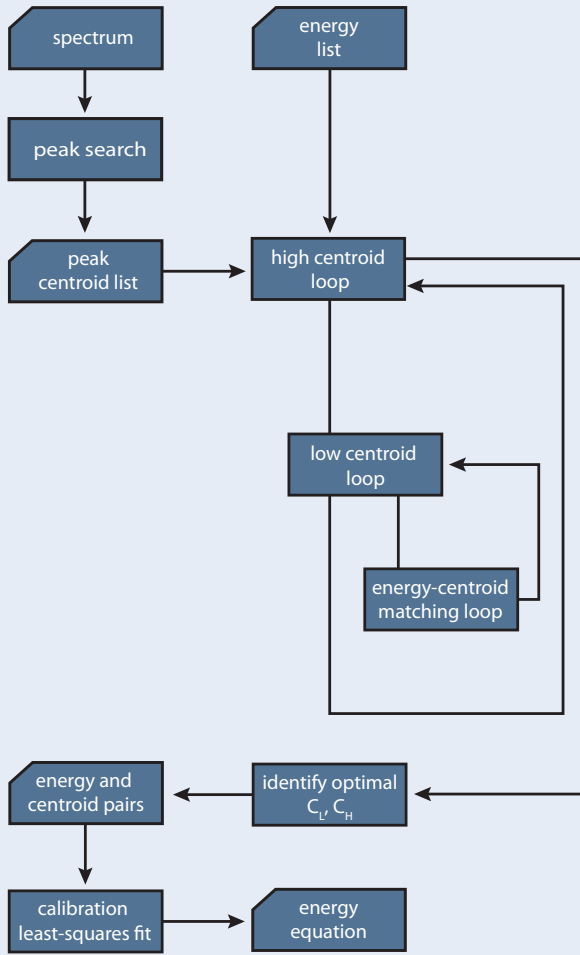 spectrum
energy
list
peak search
peak
centroid list
high centroid
loop
low centroid
loop
energy-centroid
matching loop
energy and
centroid pairs
identify optimal
C_L, C_H
calibration
least-squares fit
energy
equation